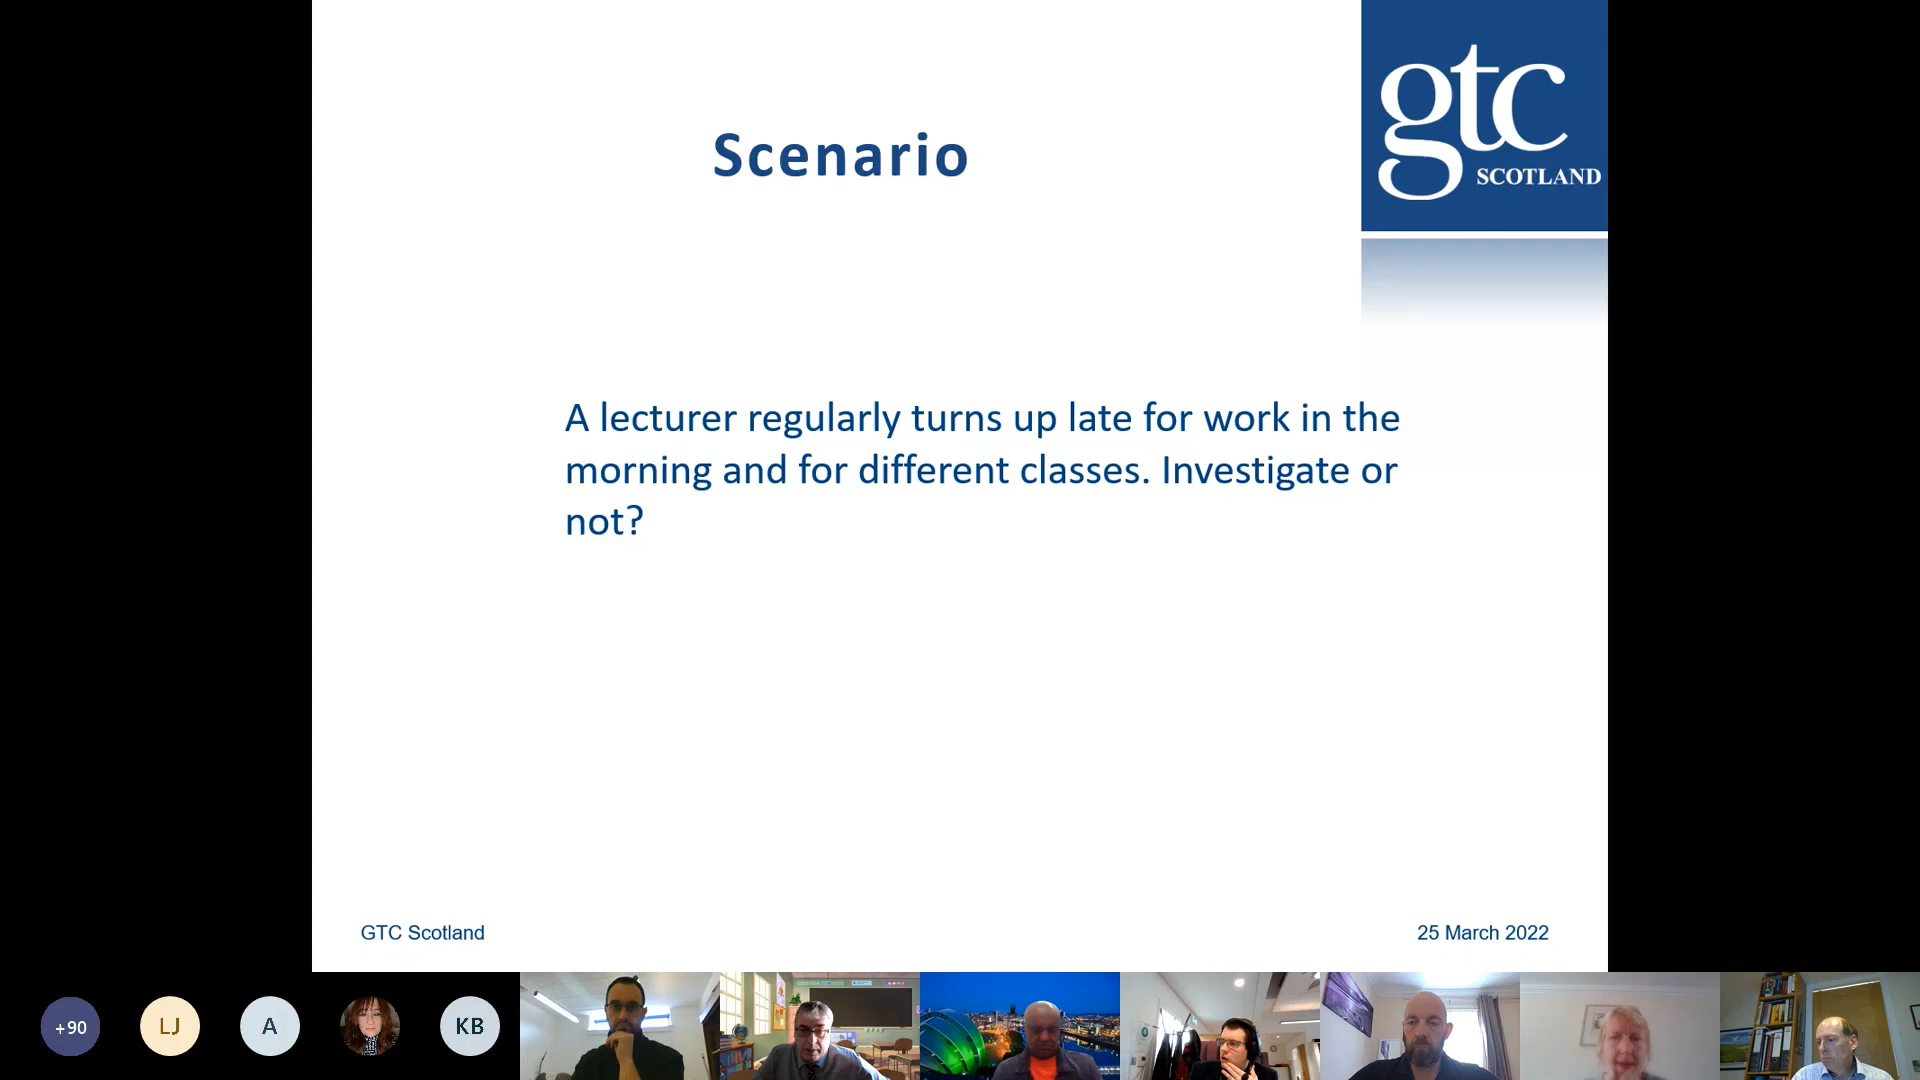 gtc
SCOTLAND
Scenario
A lecturer regularly turns up late for work in the
morning and for different classes. Investigate or
not?
GTC Scotland
25 March 2022
+90
LJ
A
KB